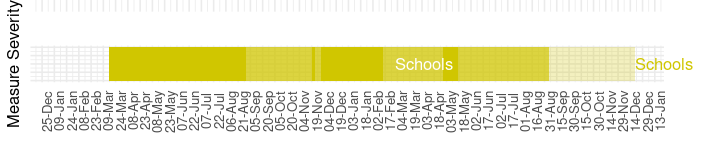 Measure Severity
Schools
Schools
25-Dec
09-Jan
24-Jan
08-Feb
23-Feb
09-Mar
24-Mar
08-Apr
23-Apr
08-May
23-May
07-Jun
22-Jun
07-Jul
22-Jul
06-Aug
21-Aug
05-Sep
20-Sep
05-Oct
20-Oct
04-Nov
19-Nov
04-Dec
19-Dec
03-Jan
18-Jan
02-Feb
17-Feb
04-Mar
19-Mar
03-Apr
18-Apr
03-May
18-May
02-Jun
17-Jun
02-Jul
17-Jul
01-Aug
16-Aug
31-Aug
15-Sep
30-Sep
15-Oct
30-Oct
14-Nov
29-Nov
14-Dec
29-Dec
13-Jan